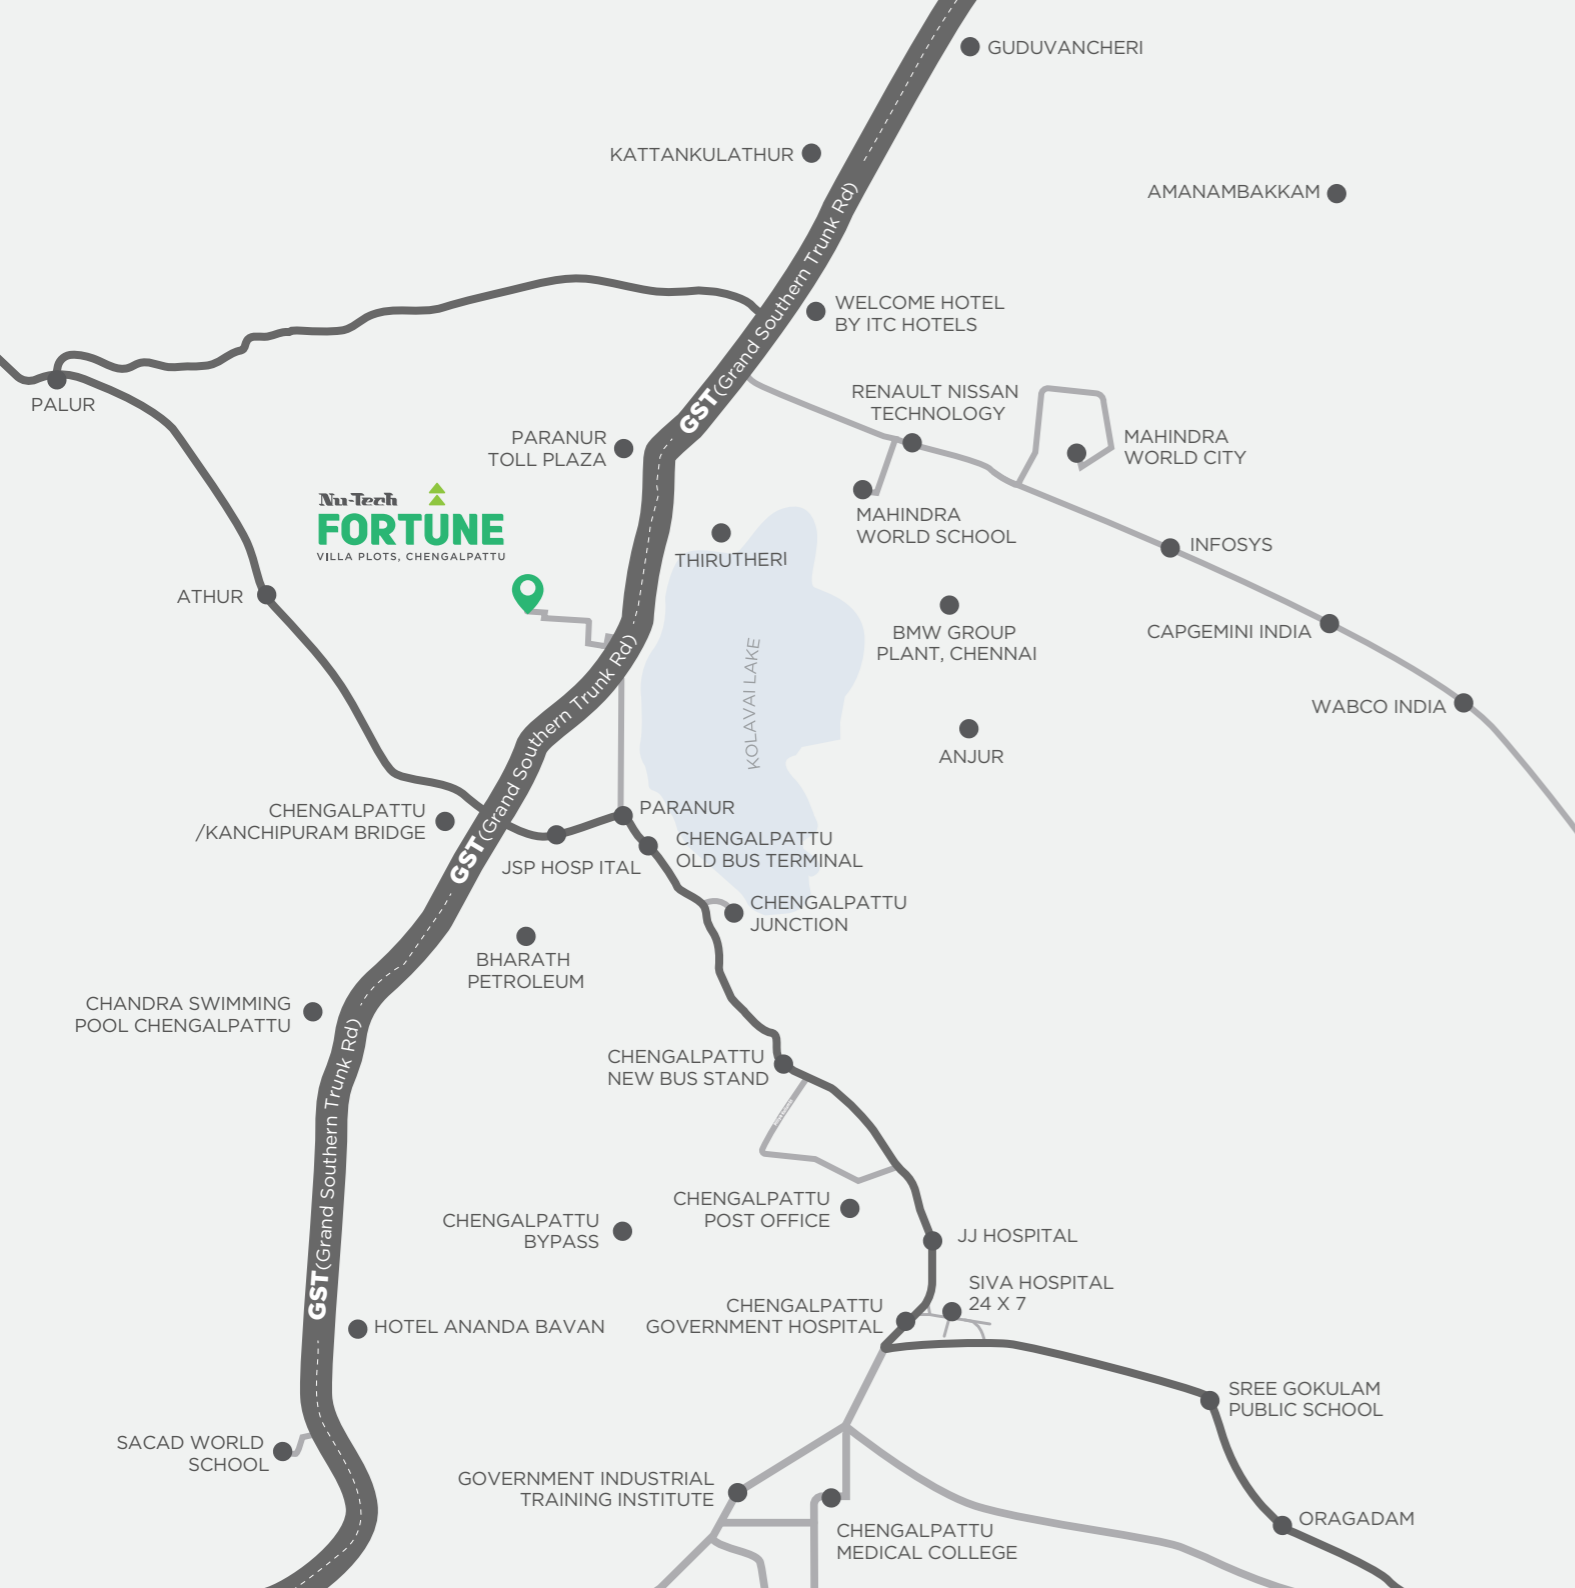 GUDUVANCHERI
KATTANKULATHUR
AMANAMBAKKAM
GST(Grand Southern Trunk Rd)
WELCOME HOTEL
BY ITC HOTELS
PALUR
RENAULT NISSAN
TECHNOLOGY
PARANUR
TOLL PLAZA
MAHINDRA
WORLD CITY
Nu-Tech
FORTUNE
VILLA PLOTS, CHENGALPATTU
MAHINDRA
WORLD SCHOOL
THIRUTHERI
INFOSYS
ATHUR
BMW GROUP
PLANT, CHENNAI
CAPGEMINI INDIA
KOLAVAI LAKE
GST(Grand Southern Trunk Rd)
WABCO INDIA
ANJUR
CHENGALPATTU
/KANCHIPURAM BRIDGE
PARANUR
JSP HOSP ITAL
CHENGALPATTU
OLD BUS TERMINAL
CHENGALPATTU
JUNCTION
BHARATH
PETROLEUM
CHANDRA SWIMMING
POOL CHENGALPATTU
CHENGALPATTU
NEW BUS STAND
GST(Grand Southern Trunk Rd)
CHENGALPATTU
POST OFFICE
CHENGALPATTU
BYPASS
JJ HOSPITAL
SIVA HOSPITAL
24 X 7
CHENGALPATTU
GOVERNMENT HOSPITAL
HOTEL ANANDA BAVAN
SREE GOKULAM
PUBLIC SCHOOL
SACAD WORLD
SCHOOL
GOVERNMENT INDUSTRIAL
TRAINING INSTITUTE
ORAGADAM
CHENGALPATTU
MEDICAL COLLEGE